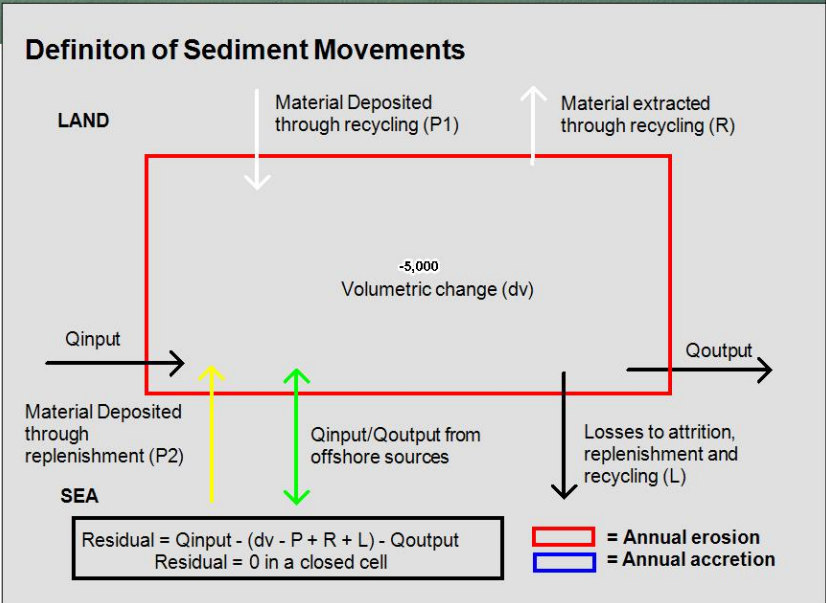 Definiton of Sediment Movements
LAND
Material Deposited
through recycling (P1)
Material extracted
through recycling (R)
-5,000
Volumetric change (dv)
Qinput
Qoutput
Material Deposited
through
replenishment (P2)
Qinput/Qoutput from
offshore sources
Losses to attrition,
replenishment and
recycling (L)
SEA
Residual = Qinput - (dv - P + R + L) - Qoutput
Residual = 0 in a closed cell
= Annual erosion
= Annual accretion